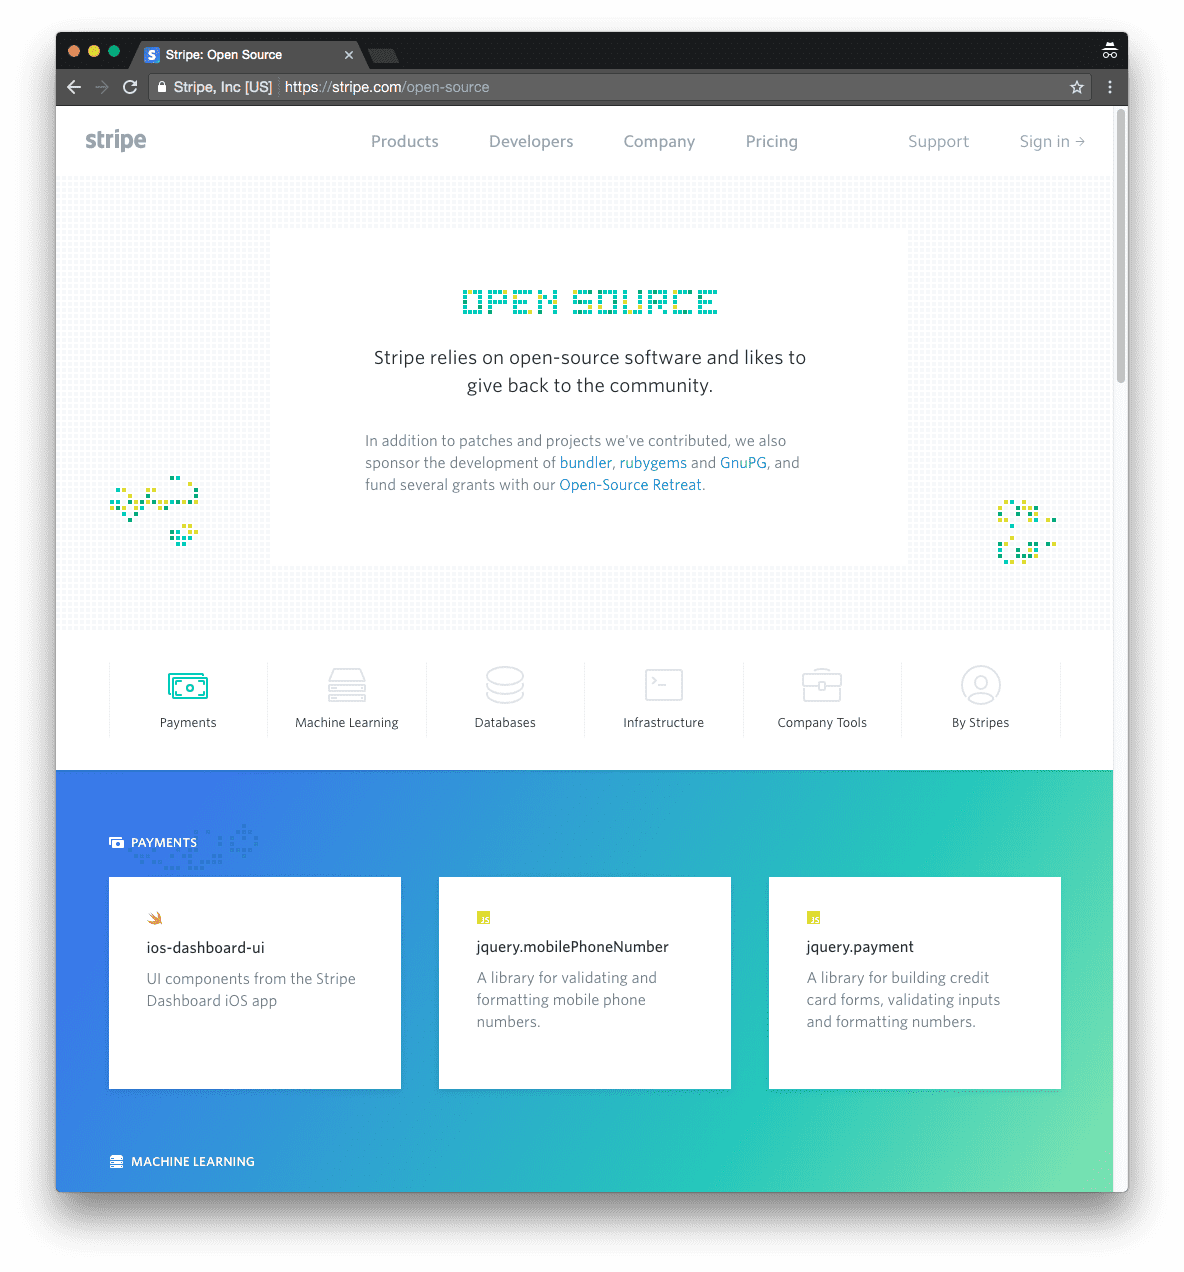 Stripe: Open Source
Stripe, Inc [US] https://stripe.com/open-source
stripe Products Developers Company Pricing Support Sign in →
OPEN SOURCE
Stripe relies on open-source software and likes to
give back to the community.
In addition to patches and projects we've contributed, we also
sponsor the development of bundler, rubygems and GnuPG, and
fund several grants with our Open-Source Retreat.
Payments Machine Learning Databases Infrastructure Company Tools By Stripes
PAYMENTS
ios-dashboard-ui
UI components from the Stripe
Dashboard iOS app
JS
jquery.mobilePhoneNumber
A library for validating and
formatting mobile phone
numbers.
JS
jquery.payment
A library for building credit
card forms, validating inputs
and formatting numbers.
MACHINE LEARNING